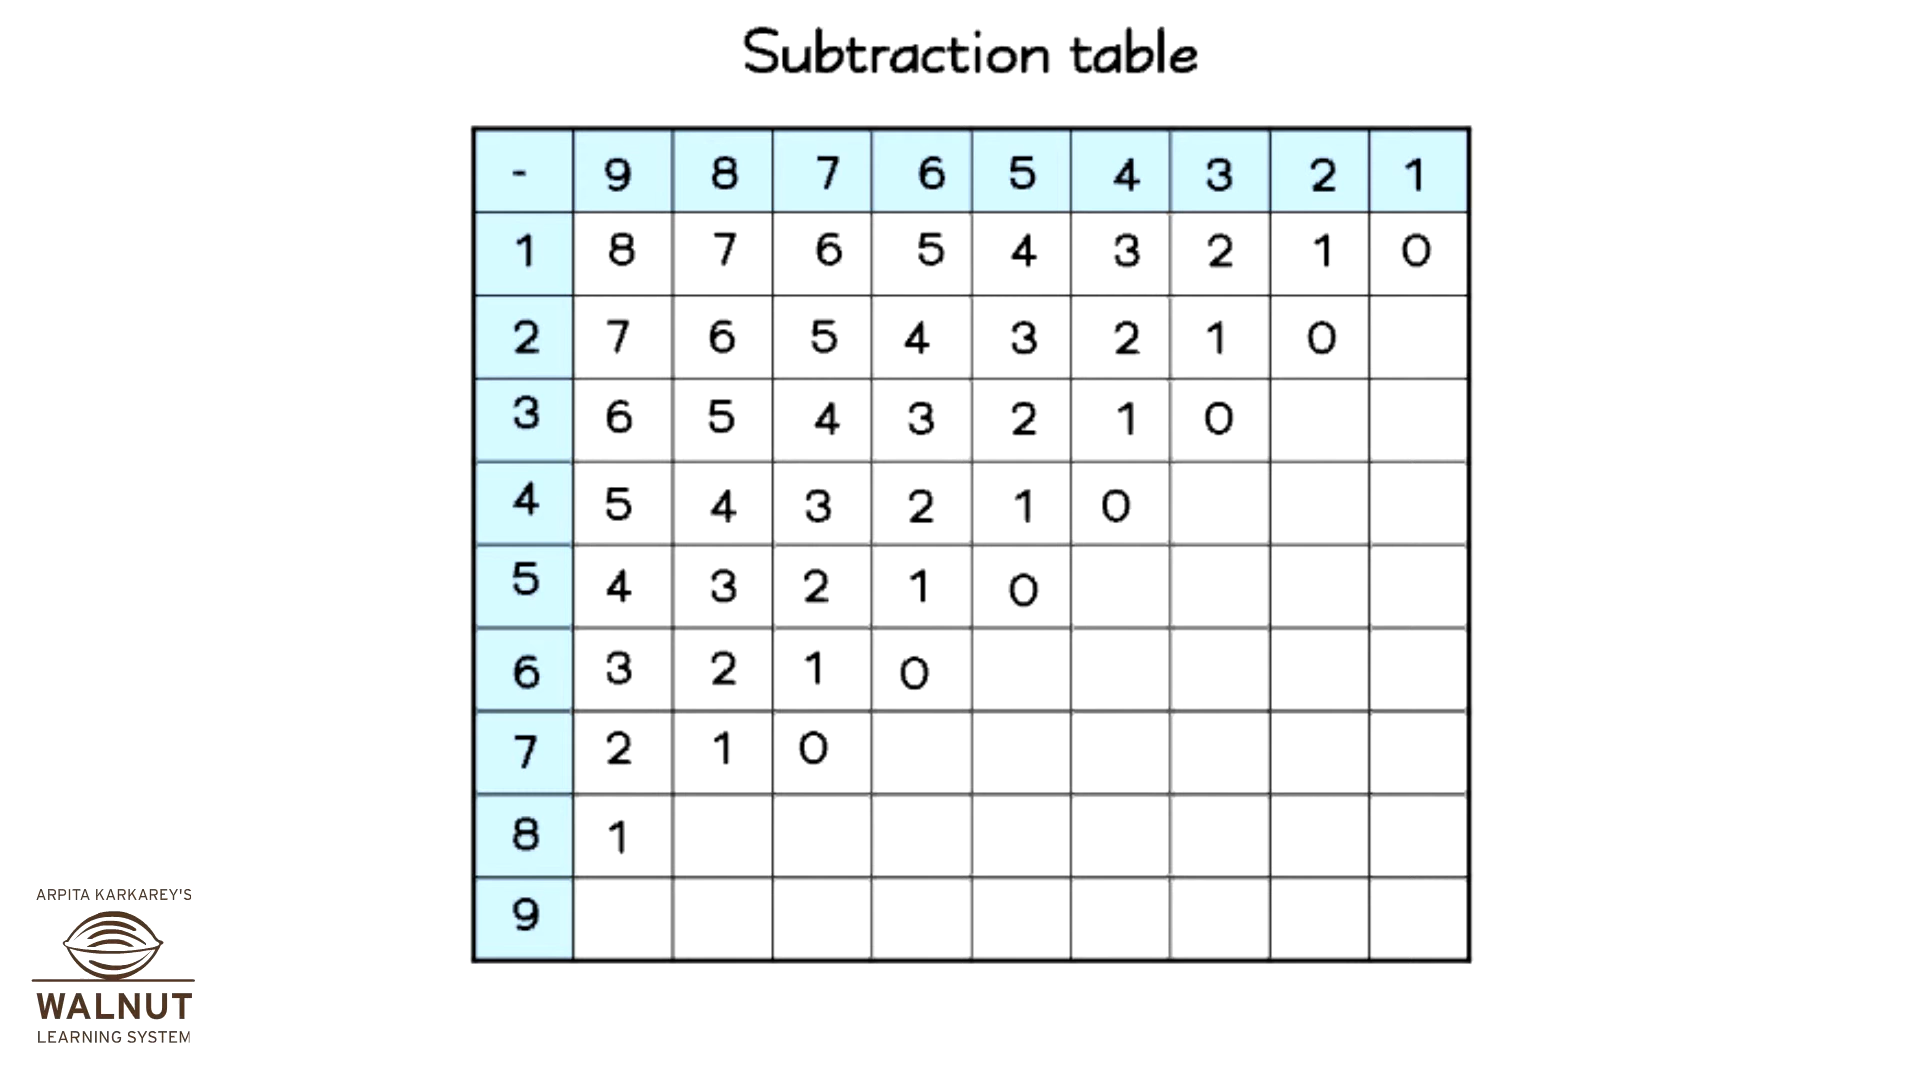 Subtraction table
- 9 8 7 6 5 4 3 2 1
1 8 7 6 5 4 3 2 1 0
2 7 6 5 4 3 2 1 0
3 6 5 4 3 2 1 0
4 5 4 3 2 1 0
5 4 3 2 1 0
6 3 2 1 0
7 2 1 0
8 1
9
ARPITA KARKAREY'S
WALNUT
LEARNING SYSTEM